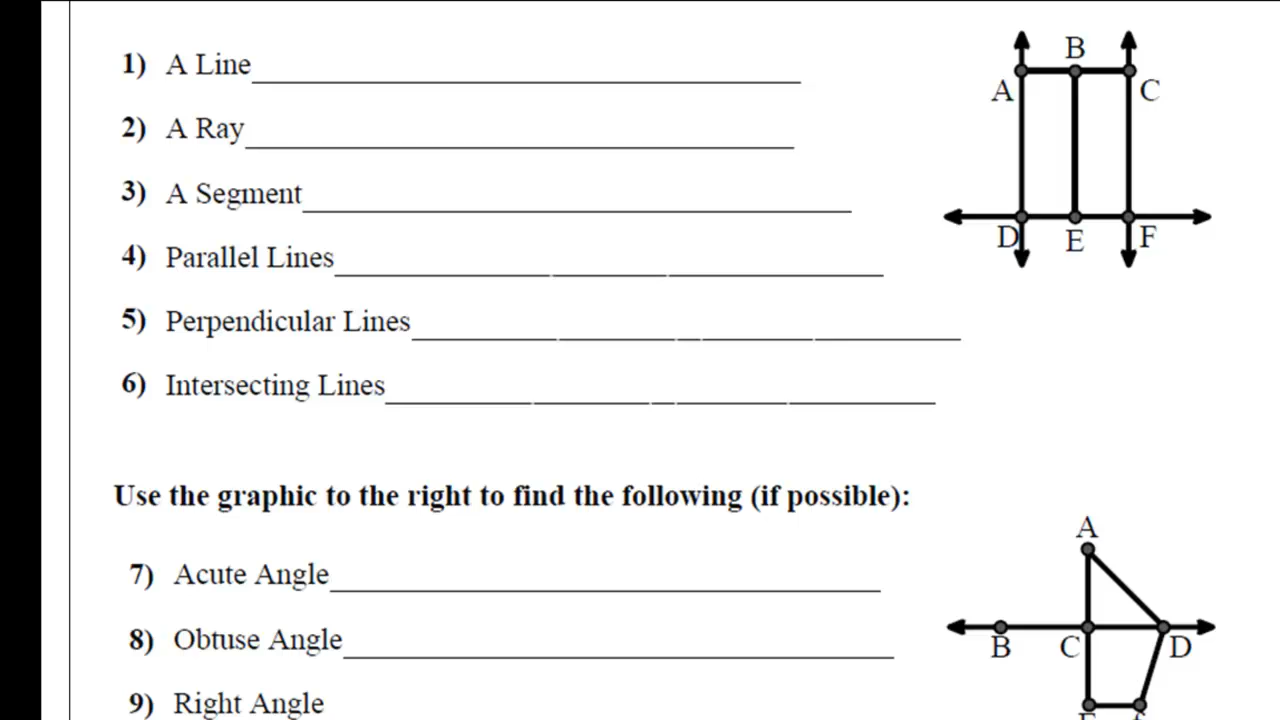 1) A Line
2) A Ray
3) A Segment
4) Parallel Lines
5) Perpendicular Lines
6) Intersecting Lines
B
A
C
D
E
F
Use the graphic to the right to find the following (if possible):
7) Acute Angle
8) Obtuse Angle
9) Right Angle
A
B
C
D